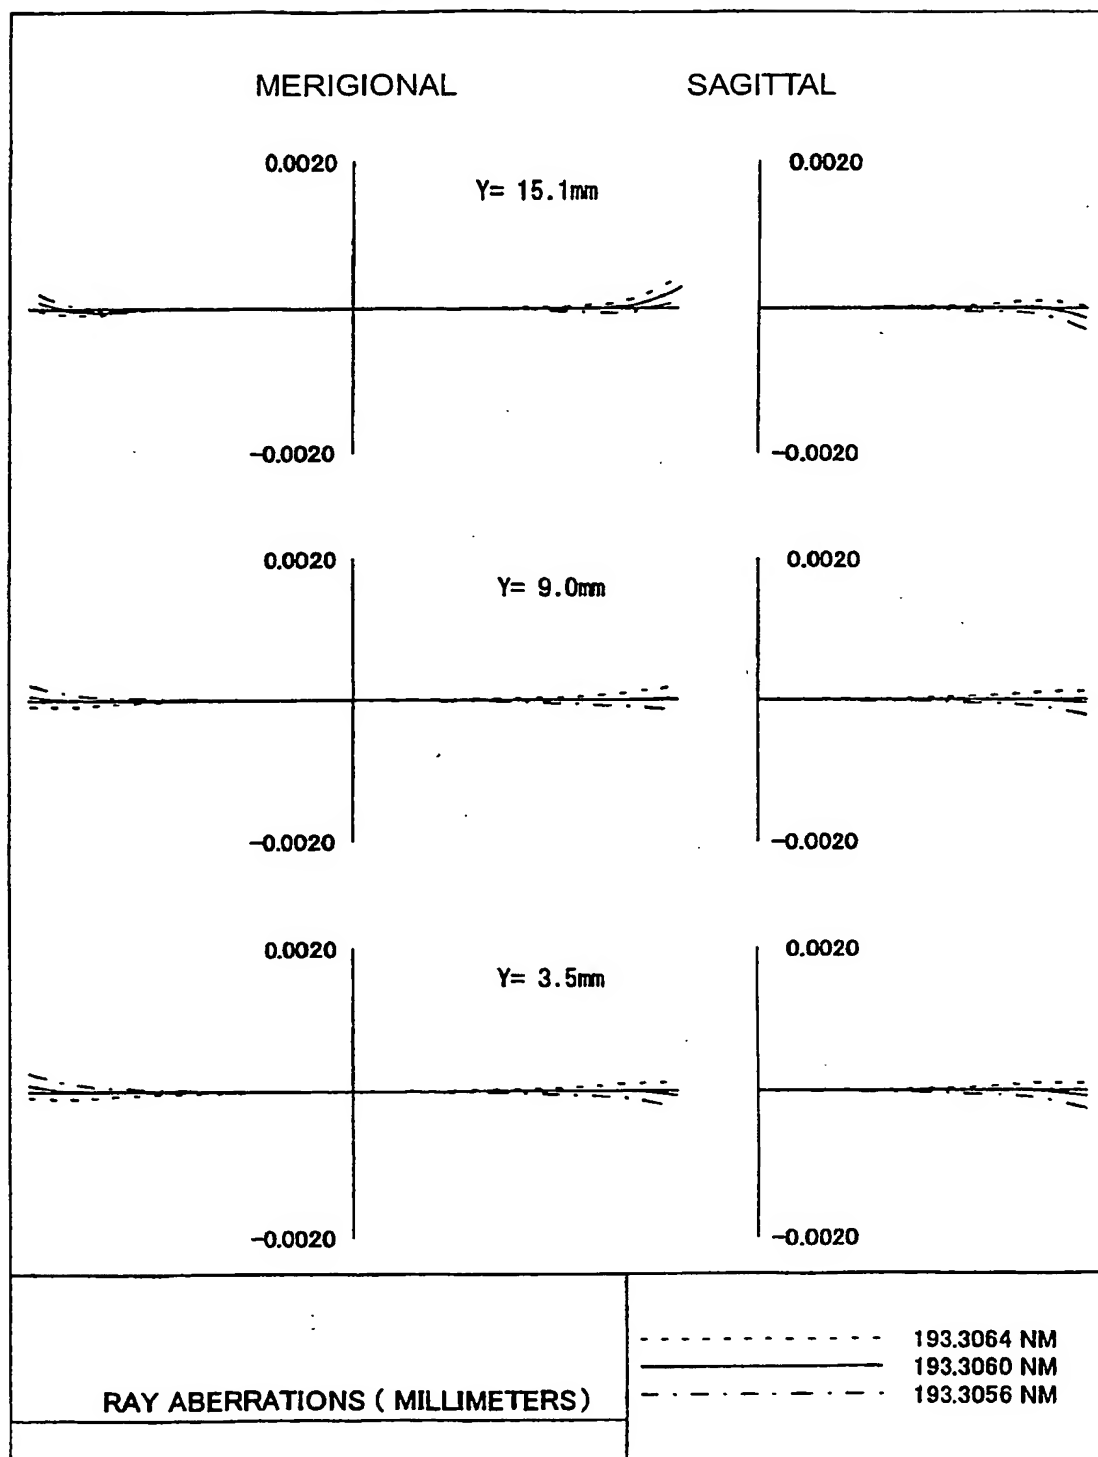 MERIGIONAL SAGITTAL
0.0020 0.0020
Y= 15.1mm
-0.0020 -0.0020
0.0020 0.0020
Y= 9.0mm
-0.0020 -0.0020
0.0020 0.0020
Y= 3.5mm
-0.0020 -0.0020
193.3064 NM
193.3060 NM
193.3056 NM
RAY ABERRATIONS ( MILLIMETERS)